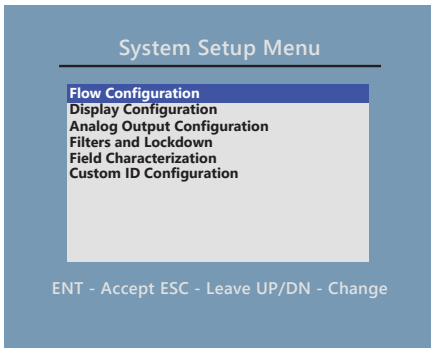 System Setup Menu
Flow Configuration
Display Configuration
Analog Output Configuration
Filters and Lockdown
Field Characterization
Custom ID Configuration
ENT - Accept ESC - Leave UP/DN - Change